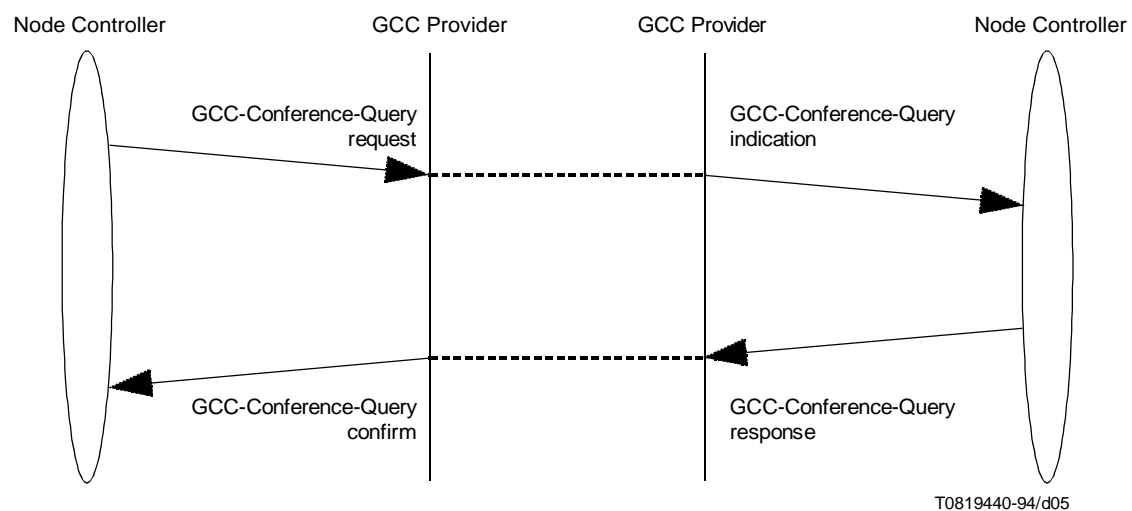 Node Controller
GCC Provider
GCC Provider
Node Controller
GCC-Conference-Query
request
GCC-Conference-Query
indication
GCC-Conference-Query
confirm
GCC-Conference-Query
response
T0819440-94/d05